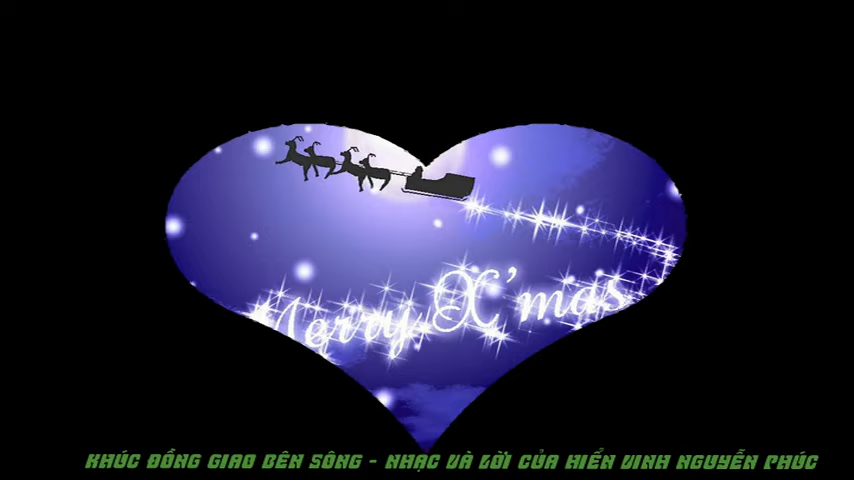 Merry X'mas
KHÚC ĐỒNG GIAO BÊN SÔNG - NHẠC VÀ LỜI CỦA HIỂN VINH NGUYỄN PHÚC